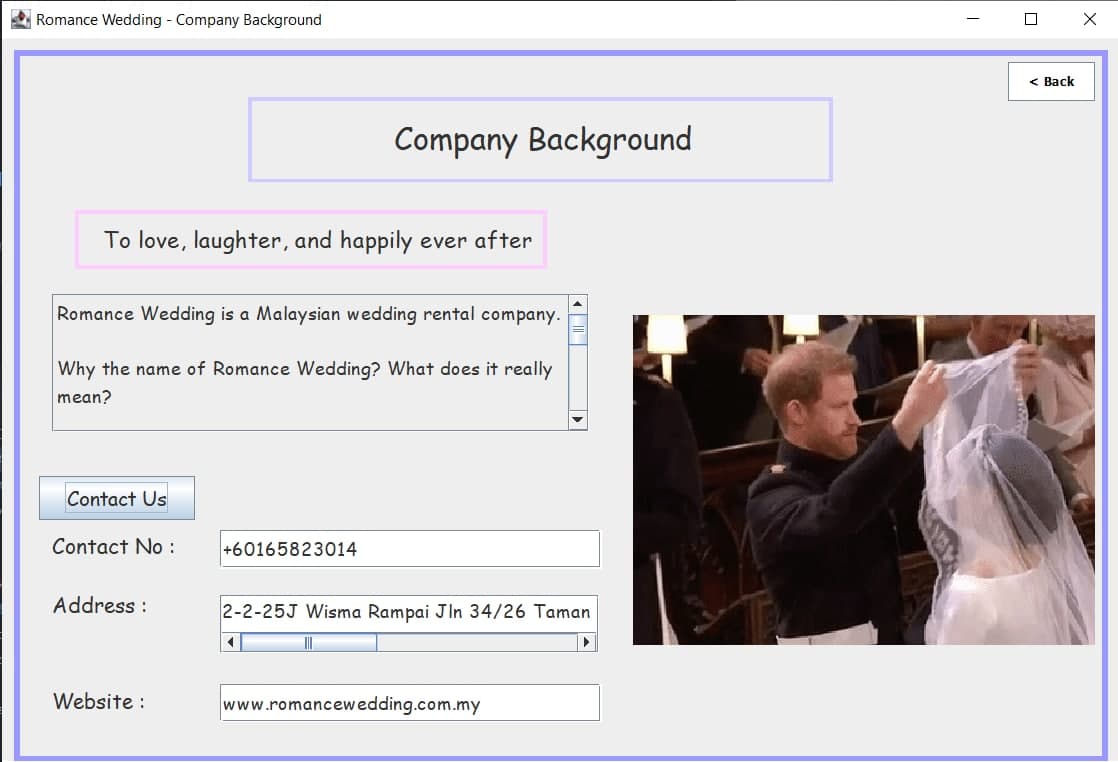 Romance Wedding - Company Background
< Back
Company Background
To love, laughter, and happily ever after
Romance Wedding is a Malaysian wedding rental company.
Why the name of Romance Wedding? What does it really
mean?
Contact Us
Contact No :
+60165823014
Address :
2-2-25J Wisma Rampai Jln 34/26 Taman
Website :
www.romancewedding.com.my